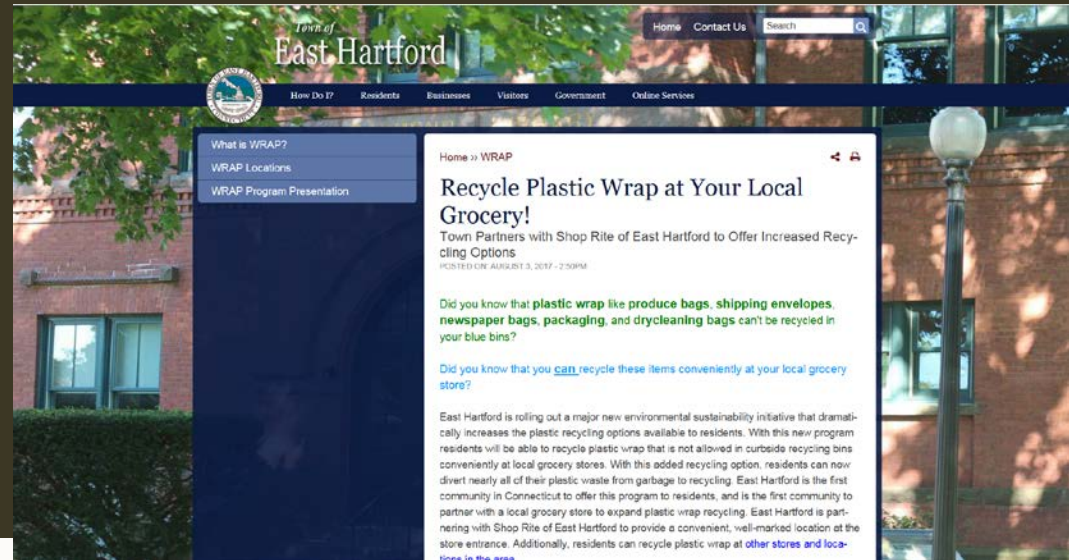 Town of
East Hartford
Home Contact Us Search
How Do I? Residents Businesses Visitors Government Online Services
What is WRAP?
WRAP Locations
WRAP Program Presentation
Home » WRAP
Recycle Plastic Wrap at Your Local
Grocery!
Town Partners with Shop Rite of East Hartford to Offer Increased Recy-
cling Options
POSTED ON: AUGUST 3, 2017 - 2:50PM
Did you know that plastic wrap like produce bags, shipping envelopes,
newspaper bags, packaging, and drycleaning bags can't be recycled in
your blue bins?
Did you know that you can recycle these items conveniently at your local grocery
store?
East Hartford is rolling out a major new environmental sustainability initiative that dramati-
cally increases the plastic recycling options available to residents. With this new program
residents will be able to recycle plastic wrap that is not allowed in curbside recycling bins
conveniently at local grocery stores. With this added recycling option, residents can now
divert nearly all of their plastic waste from garbage to recycling. East Hartford is the first
community in Connecticut to offer this program to residents, and is the first community to
partner with a local grocery store to expand plastic wrap recycling. East Hartford is part-
nering with Shop Rite of East Hartford to provide a convenient, well-marked location at the
store entrance. Additionally, residents can recycle plastic wrap at other stores and loca-
tions in the area